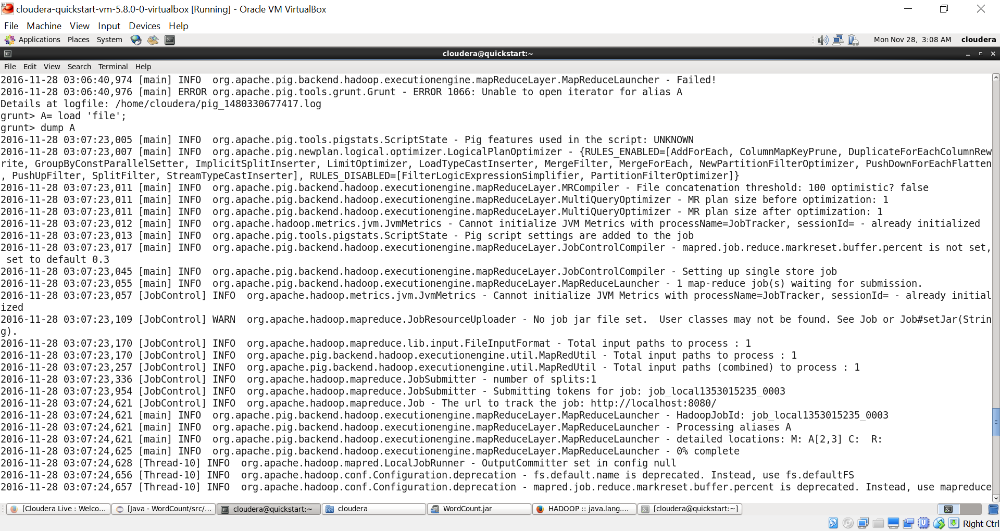 cloudera-quickstart-vm-5.8.0-0-virtualbox [Running] - Oracle VM VirtualBox
File Machine View Input Devices Help
Applications Places System Mon Nov 28, 3:08 AM cloudera
cloudera@quickstart:~
File Edit View Search Terminal Help
2016-11-28 03:06:40,974 [main] INFO  org.apache.pig.backend.hadoop.executionengine.mapReduceLayer.MapReduceLauncher - Failed!
2016-11-28 03:06:40,976 [main] ERROR org.apache.pig.tools.grunt.Grunt - ERROR 1066: Unable to open iterator for alias A
Details at logfile: /home/cloudera/pig_1480330677417.log
grunt> A= load 'file';
grunt> dump A
2016-11-28 03:07:23,005 [main] INFO  org.apache.pig.tools.pigstats.ScriptState - Pig features used in the script: UNKNOWN
2016-11-28 03:07:23,007 [main] INFO  org.apache.pig.newplan.logical.optimizer.LogicalPlanOptimizer - {RULES_ENABLED=[AddForEach, ColumnMapKeyPrune, DuplicateForEachColumnRew
rite, GroupByConstParallelSetter, ImplicitSplitInserter, LimitOptimizer, LoadTypeCastInserter, MergeFilter, MergeForEach, NewPartitionFilterOptimizer, PushDownForEachFlatten
, PushUpFilter, SplitFilter, StreamTypeCastInserter], RULES_DISABLED=[FilterLogicExpressionSimplifier, PartitionFilterOptimizer]}
2016-11-28 03:07:23,011 [main] INFO  org.apache.pig.backend.hadoop.executionengine.mapReduceLayer.MRCompiler - File concatenation threshold: 100 optimistic? false
2016-11-28 03:07:23,011 [main] INFO  org.apache.pig.backend.hadoop.executionengine.mapReduceLayer.MultiQueryOptimizer - MR plan size before optimization: 1
2016-11-28 03:07:23,011 [main] INFO  org.apache.pig.backend.hadoop.executionengine.mapReduceLayer.MultiQueryOptimizer - MR plan size after optimization: 1
2016-11-28 03:07:23,012 [main] INFO  org.apache.hadoop.metrics.jvm.JvmMetrics - Cannot initialize JVM Metrics with processName=JobTracker, sessionId= - already initialized
2016-11-28 03:07:23,013 [main] INFO  org.apache.pig.tools.pigstats.ScriptState - Pig script settings are added to the job
2016-11-28 03:07:23,017 [main] INFO  org.apache.pig.backend.hadoop.executionengine.mapReduceLayer.JobControlCompiler - mapred.job.reduce.markreset.buffer.percent is not set,
 set to default 0.3
2016-11-28 03:07:23,045 [main] INFO  org.apache.pig.backend.hadoop.executionengine.mapReduceLayer.JobControlCompiler - Setting up single store job
2016-11-28 03:07:23,055 [main] INFO  org.apache.pig.backend.hadoop.executionengine.mapReduceLayer.MapReduceLauncher - 1 map-reduce job(s) waiting for submission.
2016-11-28 03:07:23,057 [JobControl] INFO  org.apache.hadoop.metrics.jvm.JvmMetrics - Cannot initialize JVM Metrics with processName=JobTracker, sessionId= - already initial
ized
2016-11-28 03:07:23,109 [JobControl] WARN  org.apache.hadoop.mapreduce.JobResourceUploader - No job jar file set.  User classes may not be found. See Job or Job#setJar(Strin
g).
2016-11-28 03:07:23,170 [JobControl] INFO  org.apache.hadoop.mapreduce.lib.input.FileInputFormat - Total input paths to process : 1
2016-11-28 03:07:23,170 [JobControl] INFO  org.apache.pig.backend.hadoop.executionengine.util.MapRedUtil - Total input paths to process : 1
2016-11-28 03:07:23,257 [JobControl] INFO  org.apache.pig.backend.hadoop.executionengine.util.MapRedUtil - Total input paths (combined) to process : 1
2016-11-28 03:07:23,336 [JobControl] INFO  org.apache.hadoop.mapreduce.JobSubmitter - number of splits:1
2016-11-28 03:07:23,954 [JobControl] INFO  org.apache.hadoop.mapreduce.JobSubmitter - Submitting tokens for job: job_local1353015235_0003
2016-11-28 03:07:24,621 [JobControl] INFO  org.apache.hadoop.mapreduce.Job - The url to track the job: http://localhost:8080/
2016-11-28 03:07:24,621 [main] INFO  org.apache.pig.backend.hadoop.executionengine.mapReduceLayer.MapReduceLauncher - HadoopJobId: job_local1353015235_0003
2016-11-28 03:07:24,621 [main] INFO  org.apache.pig.backend.hadoop.executionengine.mapReduceLayer.MapReduceLauncher - Processing aliases A
2016-11-28 03:07:24,621 [main] INFO  org.apache.pig.backend.hadoop.executionengine.mapReduceLayer.MapReduceLauncher - detailed locations: M: A[2,3] C:  R:
2016-11-28 03:07:24,625 [main] INFO  org.apache.pig.backend.hadoop.executionengine.mapReduceLayer.MapReduceLauncher - 0% complete
2016-11-28 03:07:24,628 [Thread-10] INFO  org.apache.hadoop.mapred.LocalJobRunner - OutputCommitter set in config null
2016-11-28 03:07:24,656 [Thread-10] INFO  org.apache.hadoop.conf.Configuration.deprecation - fs.default.name is deprecated. Instead, use fs.defaultFS
2016-11-28 03:07:24,657 [Thread-10] INFO  org.apache.hadoop.conf.Configuration.deprecation - mapred.job.reduce.markreset.buffer.percent is deprecated. Instead, use mapreduce
[Cloudera Live : Welco... [Java - WordCount/src/... cloudera@quickstart:~ cloudera WordCount.jar HADOOP :: java.lang.... [cloudera@quickstart:~]
Right Ctrl